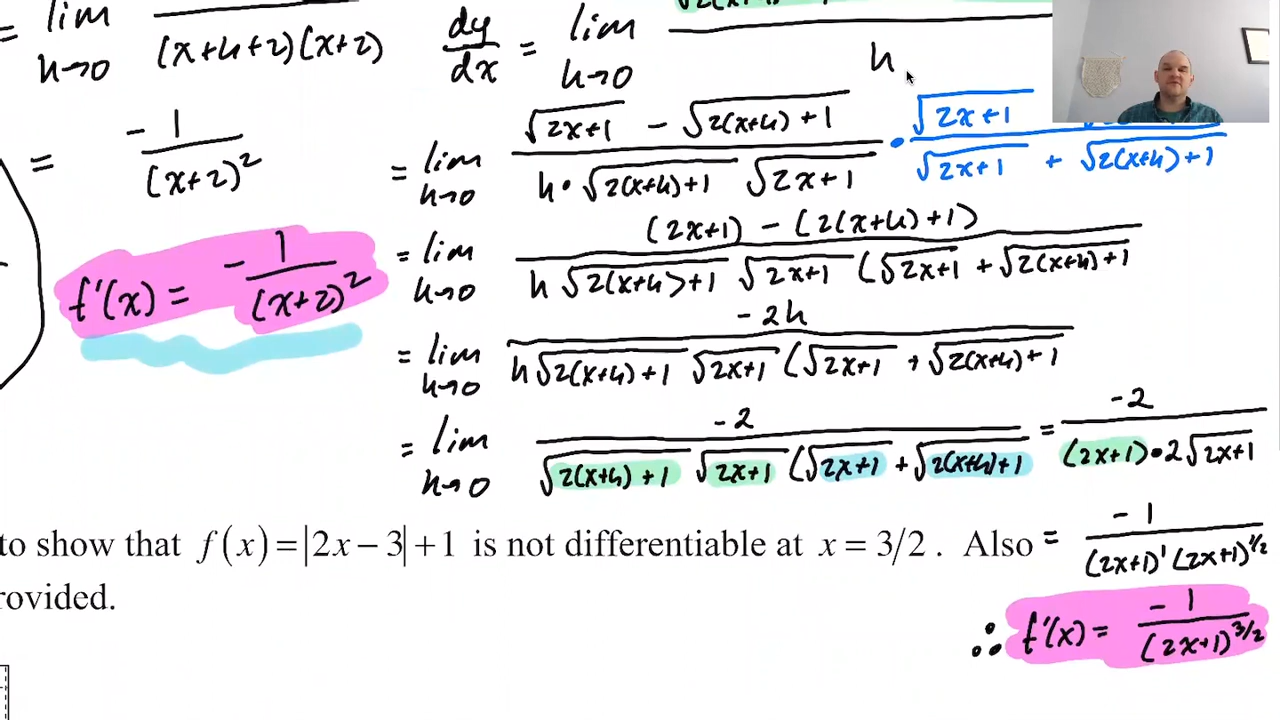 = lim h→0 (x+h+2)(x+2)
= -1/(x+2)²
f'(x) = -1/(x+2)²
dy/dx = lim h→0 h
= lim h→0 (√(2x+1) - √(2(x+h)+1))/(h·√(2(x+h)+1) √(2x+1)) · √(2x+1)/(√(2x+1) + √(2(x+h)+1))
= lim h→0 ((2x+1) - (2(x+h)+1))/(h√(2(x+h)+1) √(2x+1) (√(2x+1) + √(2(x+h)+1)
= lim h→0 -2h/(h√(2(x+h)+1) √(2x+1) (√(2x+1) + √(2(x+h)+1)
= lim h→0 -2/(√(2(x+h)+1) √(2x+1) (√(2x+1) + √(2(x+h)+1) = -2/((2x+1)·2√(2x+1))
= -1/((2x+1)¹(2x+1)^1/2)
∴ f'(x) = -1/(2x+1)^3/2
to show that f(x)=|2x−3|+1 is not differentiable at x=3/2. Also
rovided.